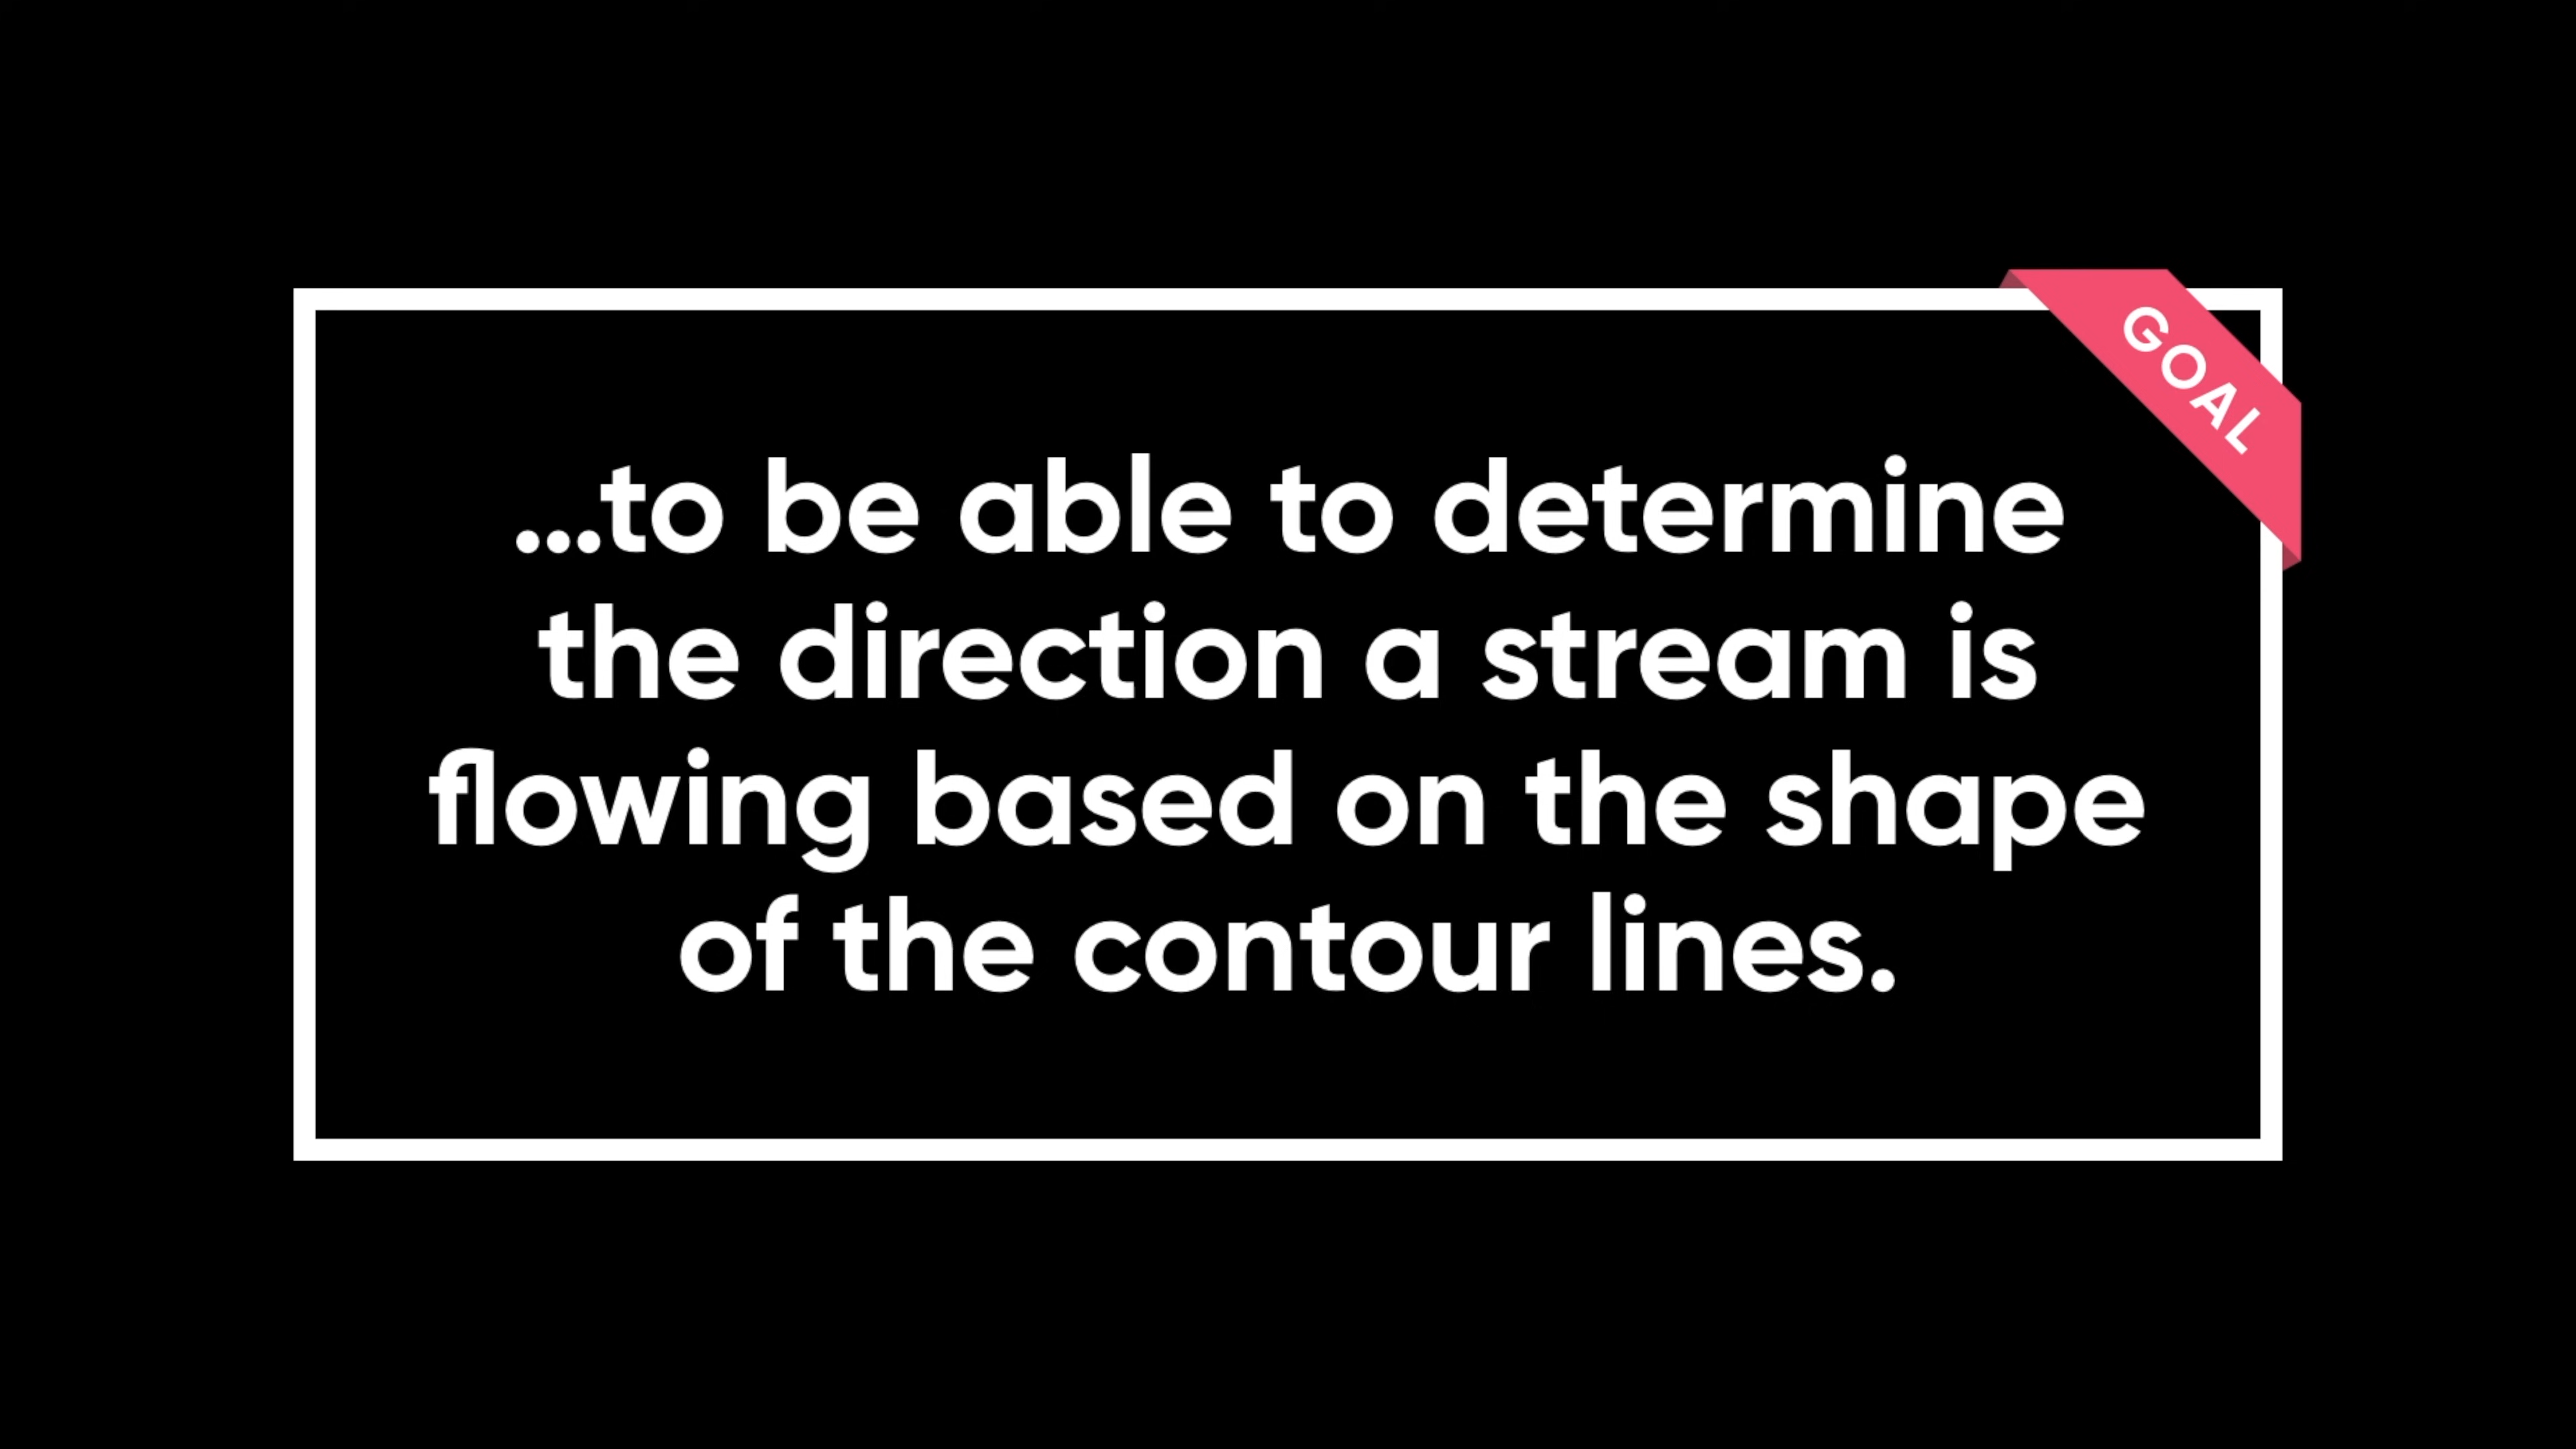 GOAL
...to be able to determine
the direction a stream is
flowing based on the shape
of the contour lines.